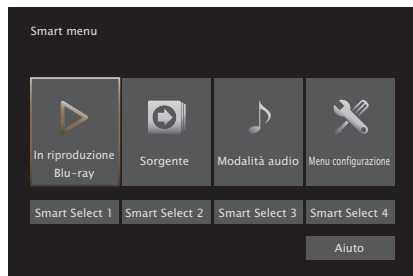 Smart menu
In riproduzione
Blu-ray
Sorgente
Modalità audio
Menu configurazione
Smart Select 1
Smart Select 2
Smart Select 3
Smart Select 4
Aiuto